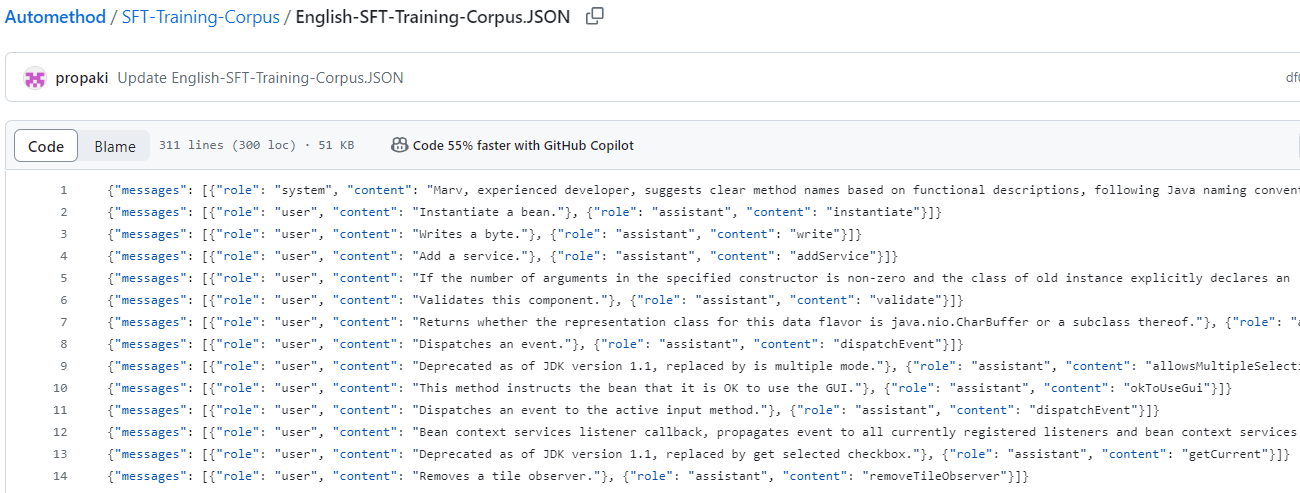 Automethod / SFT-Training-Corpus / English-SFT-Training-Corpus.JSON
propaki Update English-SFT-Training-Corpus.JSON
Code Blame 311 lines (300 loc) · 51 KB Code 55% faster with GitHub Copilot
1 {"messages": [{"role": "system", "content": "Marv, experienced developer, suggests clear method names based on functional descriptions, following Java naming convent
2 {"messages": [{"role": "user", "content": "Instantiate a bean."}, {"role": "assistant", "content": "instantiate"}]}
3 {"messages": [{"role": "user", "content": "Writes a byte."}, {"role": "assistant", "content": "write"}]}
4 {"messages": [{"role": "user", "content": "Add a service."}, {"role": "assistant", "content": "addService"}]}
5 {"messages": [{"role": "user", "content": "If the number of arguments in the specified constructor is non-zero and the class of old instance explicitly declares an
6 {"messages": [{"role": "user", "content": "Validates this component."}, {"role": "assistant", "content": "validate"}]}
7 {"messages": [{"role": "user", "content": "Returns whether the representation class for this data flavor is java.nio.CharBuffer or a subclass thereof."}, {"role": "a
8 {"messages": [{"role": "user", "content": "Dispatches an event."}, {"role": "assistant", "content": "dispatchEvent"}]}
9 {"messages": [{"role": "user", "content": "Deprecated as of JDK version 1.1, replaced by is multiple mode."}, {"role": "assistant", "content": "allowsMultipleSelecti
10 {"messages": [{"role": "user", "content": "This method instructs the bean that it is OK to use the GUI."}, {"role": "assistant", "content": "okToUseGui"}]}
11 {"messages": [{"role": "user", "content": "Dispatches an event to the active input method."}, {"role": "assistant", "content": "dispatchEvent"}]}
12 {"messages": [{"role": "user", "content": "Bean context services listener callback, propagates event to all currently registered listeners and bean context services
13 {"messages": [{"role": "user", "content": "Deprecated as of JDK version 1.1, replaced by get selected checkbox."}, {"role": "assistant", "content": "getCurrent"}]}
14 {"messages": [{"role": "user", "content": "Removes a tile observer."}, {"role": "assistant", "content": "removeTileObserver"}]}